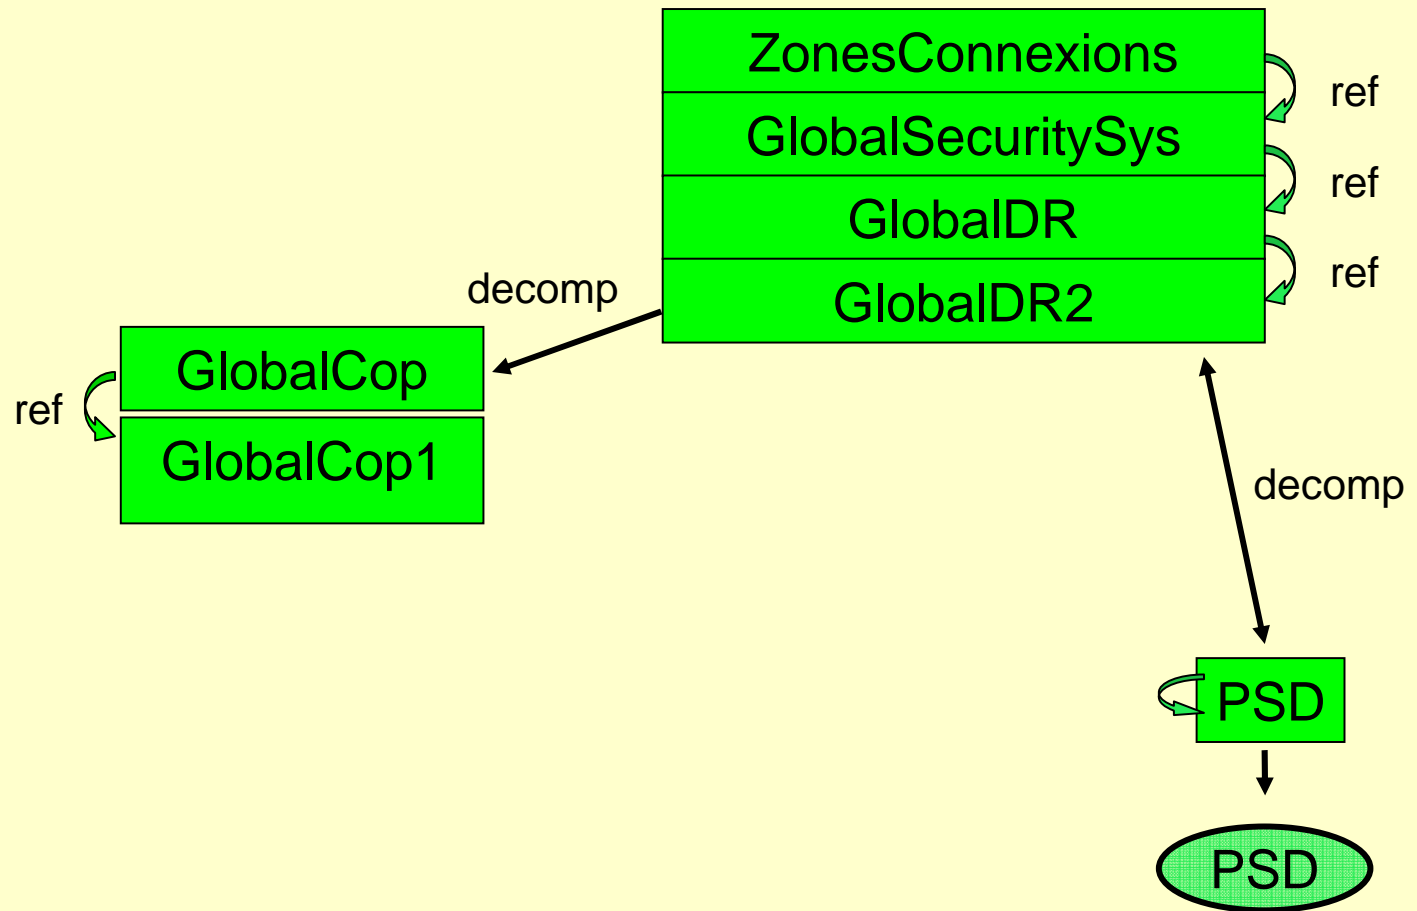 ZonesConnexions
ref
GlobalSecuritySys
ref
GlobalDR
ref
GlobalDR2
decomp
GlobalCop
ref
GlobalCop1
decomp
PSD
PSD